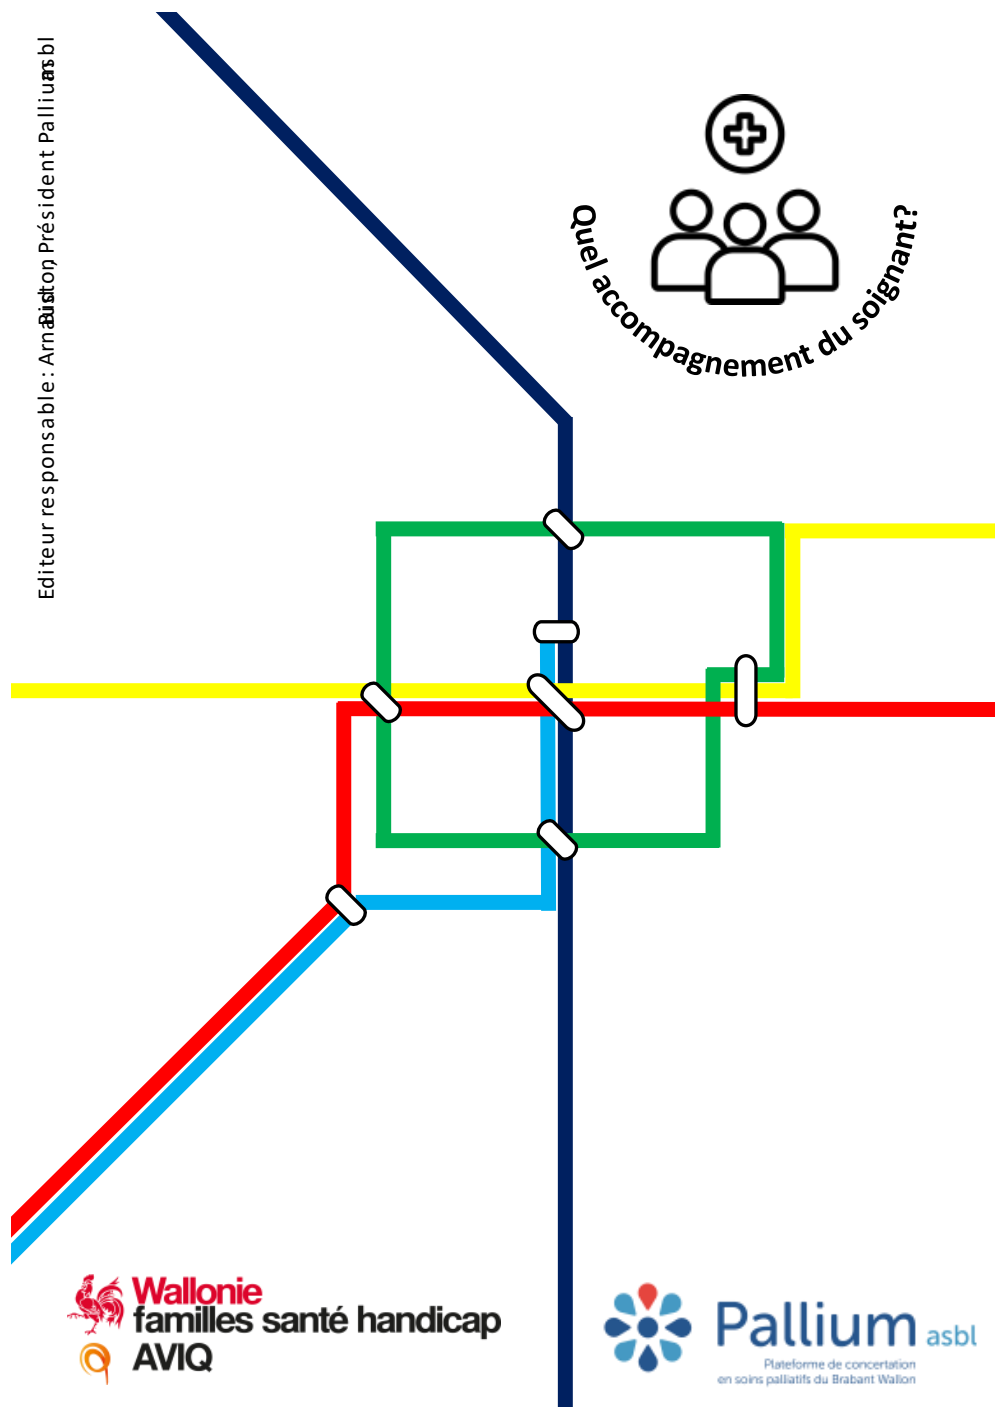 Editeur responsable : Arnaud Biston, Président Pallium asbl
Quel accompagnement du soignant?
Wallonie
familles santé handicap
AVIQ
Pallium asbl
Plateforme de concertation
en soins palliatifs du Brabant Wallon